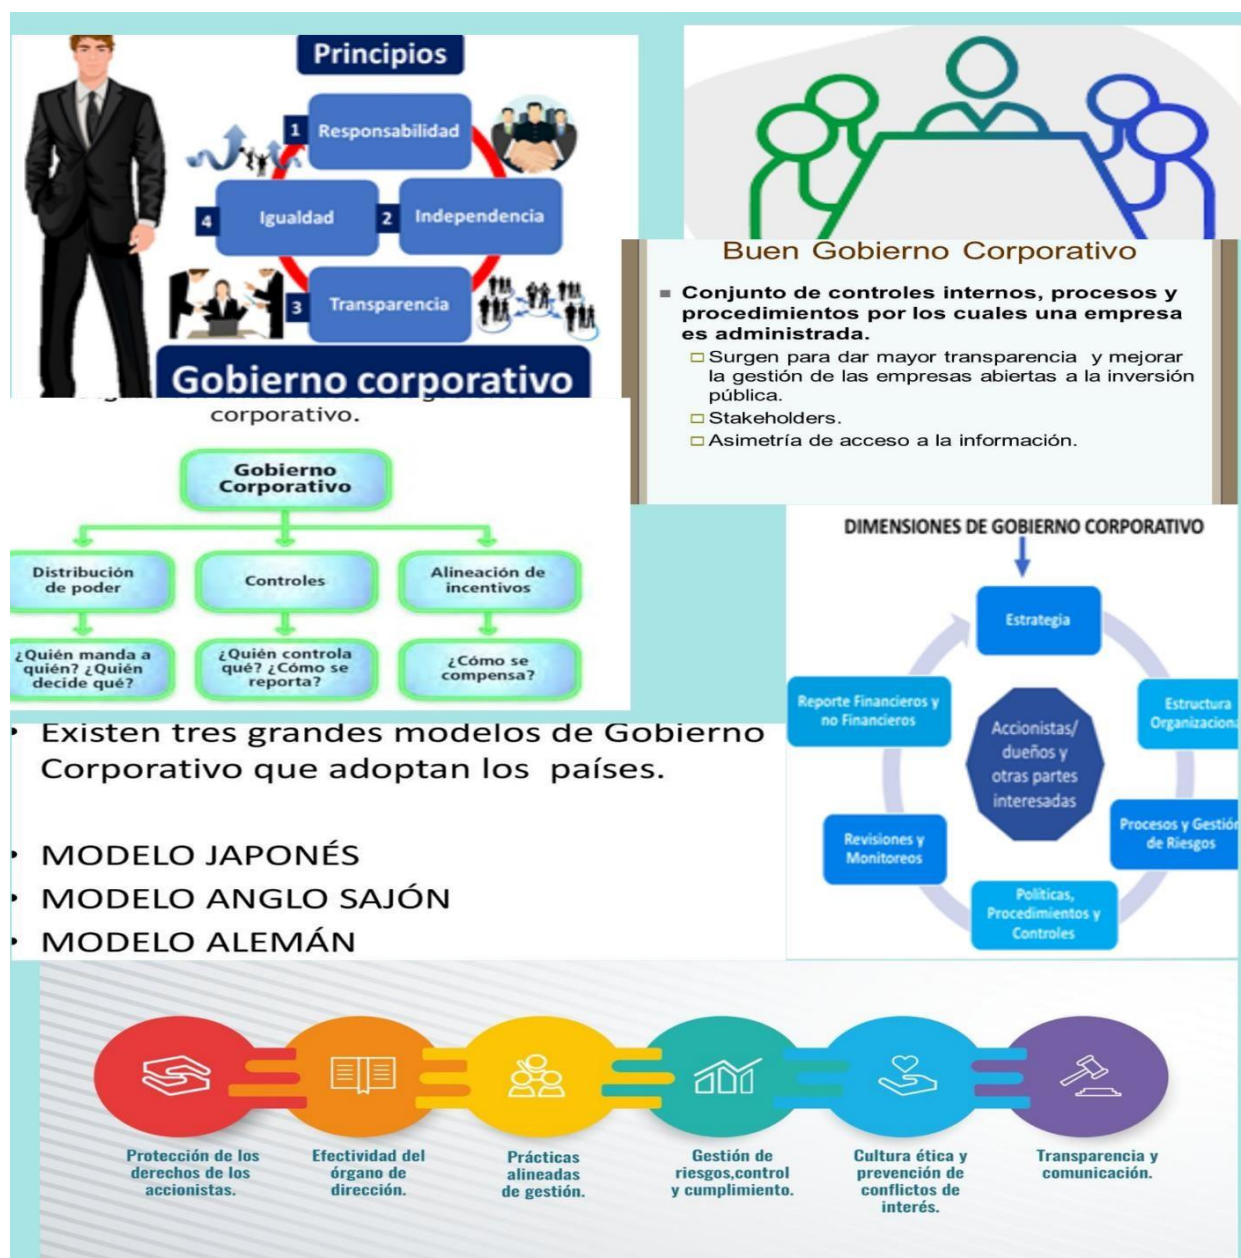 Principios
1
Responsabilidad
4
Igualdad
2
Independencia
3
Transparencia
Gobierno corporativo
Buen Gobierno Corporativo
Conjunto de controles internos, procesos y
procedimientos por los cuales una empresa
es administrada.
Surgen para dar mayor transparencia y mejorar
la gestión de las empresas abiertas a la inversión
pública.
Stakeholders.
Asimetría de acceso a la información.
corporativo.
Gobierno
Corporativo
Distribución
de poder
Controles
Alineación de
incentivos
¿Quién manda a
quién? ¿Quién
decide qué?
¿Quién controla
qué? ¿Cómo se
reporta?
¿Cómo se
compensa?
DIMENSIONES DE GOBIERNO CORPORATIVO
Estrategia
Reporte Financieros y
no Financieros
Estructura
Organizaciona
Accionistas/
dueños y
otras partes
interesadas
Revisiones y
Monitoreos
Procesos y Gestión
de Riesgos
Políticas,
Procedimientos y
Controles
• Existen tres grandes modelos de Gobierno
Corporativo que adoptan los países.
• MODELO JAPONÉS
• MODELO ANGLO SAJÓN
• MODELO ALEMÁN
Protección de los
derechos de los
accionistas.
Efectividad del
órgano de
dirección.
Prácticas
alineadas
de gestión.
Gestión de
riesgos,control
y cumplimiento.
Cultura ética y
prevención de
conflictos de
interés.
Transparencia y
comunicación.